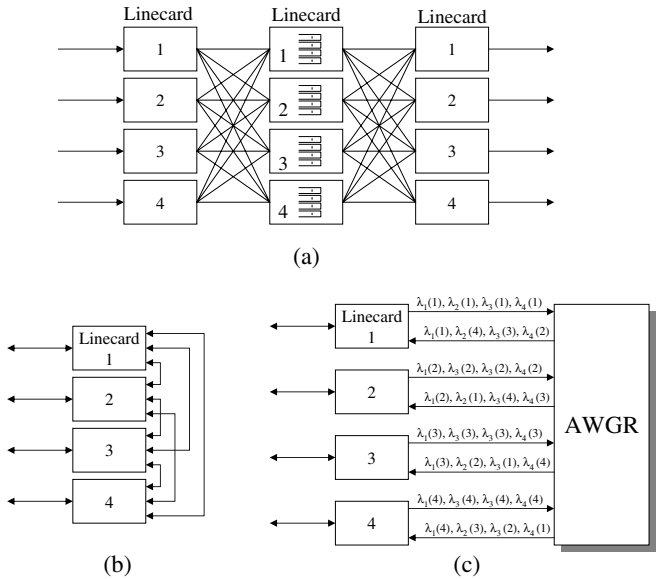 Linecard Linecard Linecard
1 1 1
2 2 2
3 3 3
4 4 4
(a)
Linecard
1
2
3
4
(b)
Linecard
1
λ₁(1), λ₂(1), λ₃(1), λ₄(1)
λ₁(1), λ₂(4), λ₃(3), λ₄(2)
2
λ₁(2), λ₃(2), λ₃(2), λ₄(2)
λ₁(2), λ₂(1), λ₃(4), λ₄(3)
3
λ₁(3), λ₃(3), λ₃(3), λ₄(3)
λ₁(3), λ₂(2), λ₃(1), λ₄(4)
4
λ₁(4), λ₃(4), λ₃(4), λ₄(4)
λ₁(4), λ₂(3), λ₃(2), λ₄(1)
AWGR
(c)